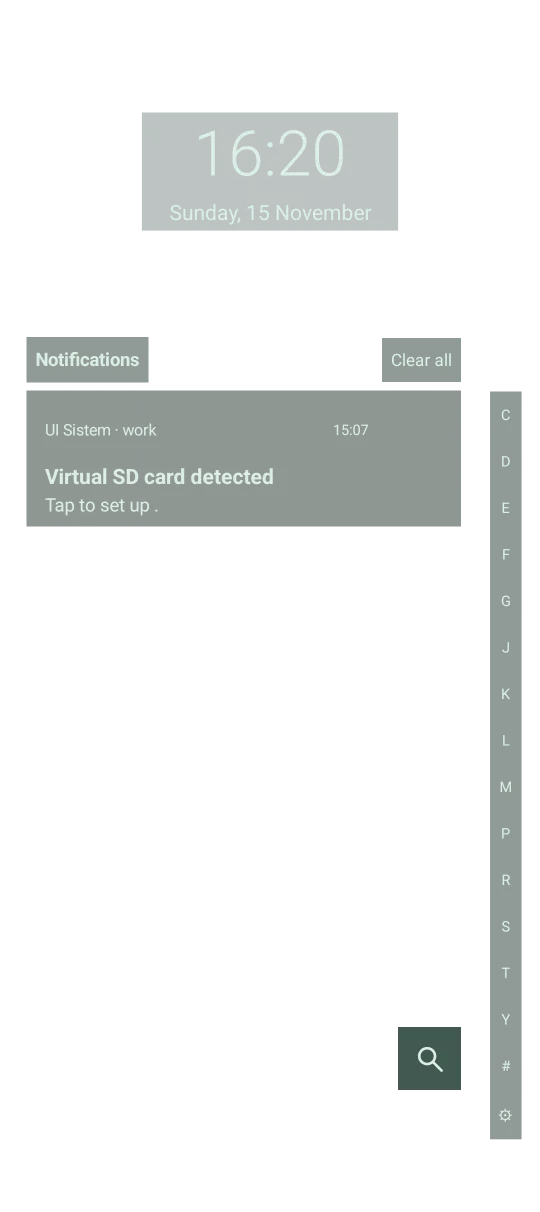 16:20
Sunday, 15 November
Notifications
Clear all
UI Sistem · work
15:07
Virtual SD card detected
Tap to set up .
C
D
E
F
G
J
K
L
M
P
R
S
T
Y
#